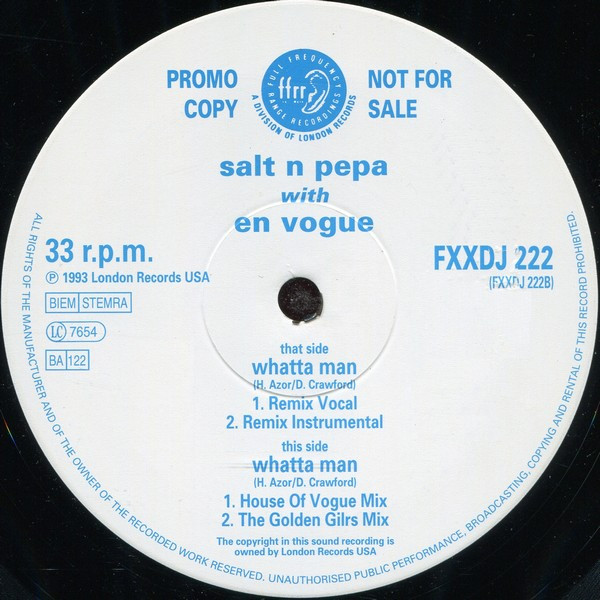 PROMO COPY
NOT FOR SALE
FULL FREQUENCY RANGE RECORDINGS
ffrr
A DIVISION OF LONDON RECORDS
salt n pepa
with
en vogue
33 r.p.m.
℗ 1993 London Records USA
BIEM STEMRA
LC 7654
BA 122
FXXDJ 222
(FXXDJ 222B)
that side
whatta man
(H. Azor/D. Crawford)
1. Remix Vocal
2. Remix Instrumental
this side
whatta man
(H. Azor/D. Crawford)
1. House Of Vogue Mix
2. The Golden Gilrs Mix
The copyright in this sound recording is
owned by London Records USA
ALL RIGHTS OF THE MANUFACTURER AND OF THE OWNER OF THE RECORDED WORK RESERVED. UNAUTHORISED PUBLIC PERFORMANCE, BROADCASTING, COPYING AND RENTAL OF THIS RECORD PROHIBITED.